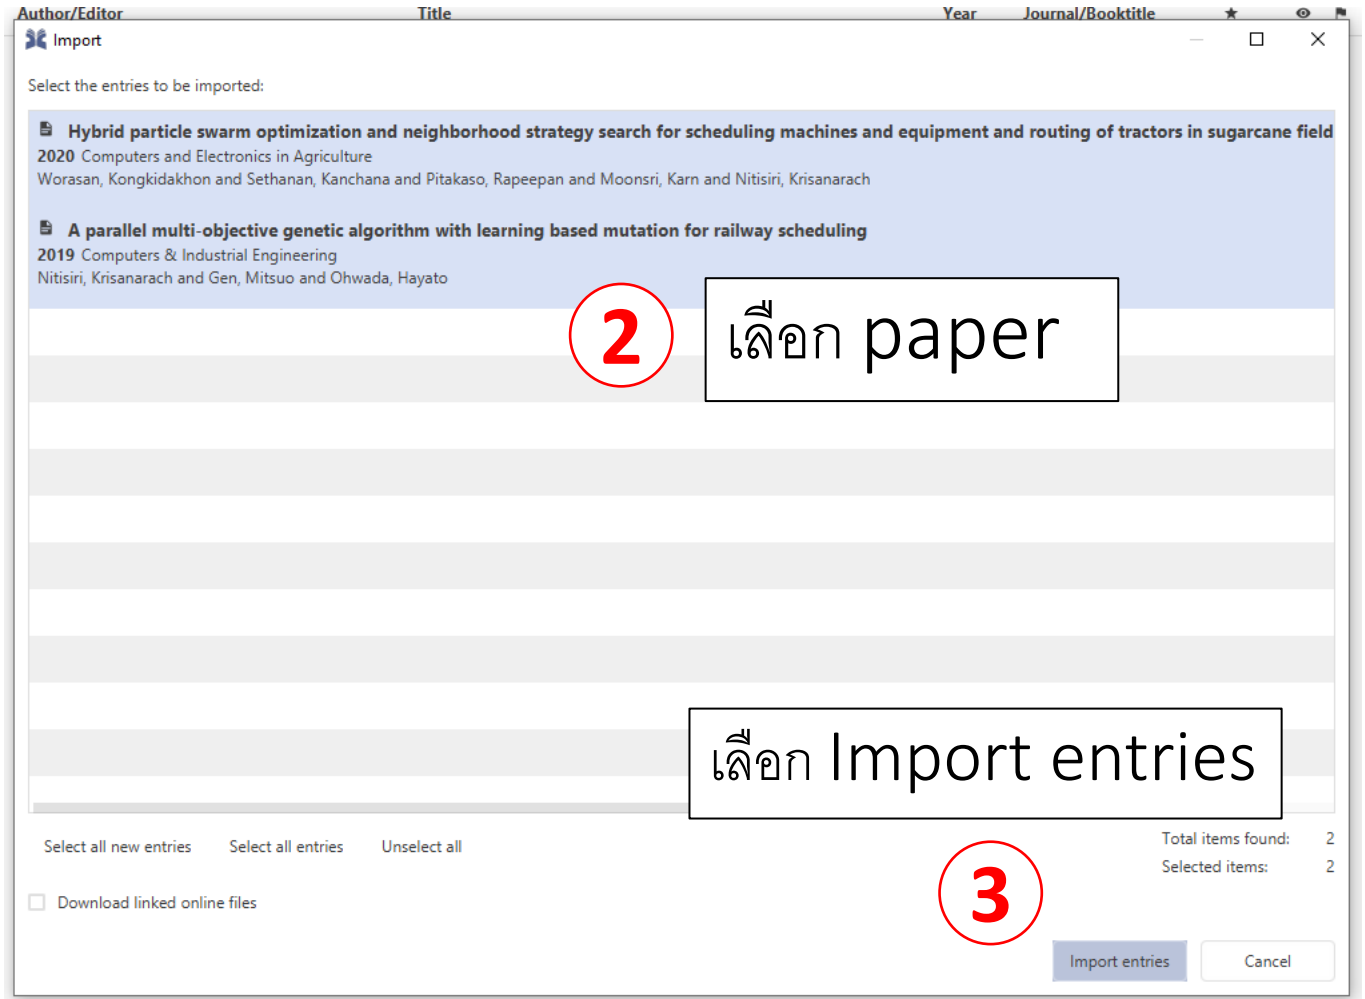 Author/Editor Title Year Journal/Booktitle
Import
Select the entries to be imported:
Hybrid particle swarm optimization and neighborhood strategy search for scheduling machines and equipment and routing of tractors in sugarcane field
2020 Computers and Electronics in Agriculture
Worasan, Kongkidakhon and Sethanan, Kanchana and Pitakaso, Rapeepan and Moonsri, Karn and Nitisiri, Krisanarach
A parallel multi-objective genetic algorithm with learning based mutation for railway scheduling
2019 Computers & Industrial Engineering
Nitisiri, Krisanarach and Gen, Mitsuo and Ohwada, Hayato
2 เลือก paper
เลือก Import entries
Select all new entries Select all entries Unselect all
Total items found: 2
Selected items: 2
3
Download linked online files
Import entries Cancel